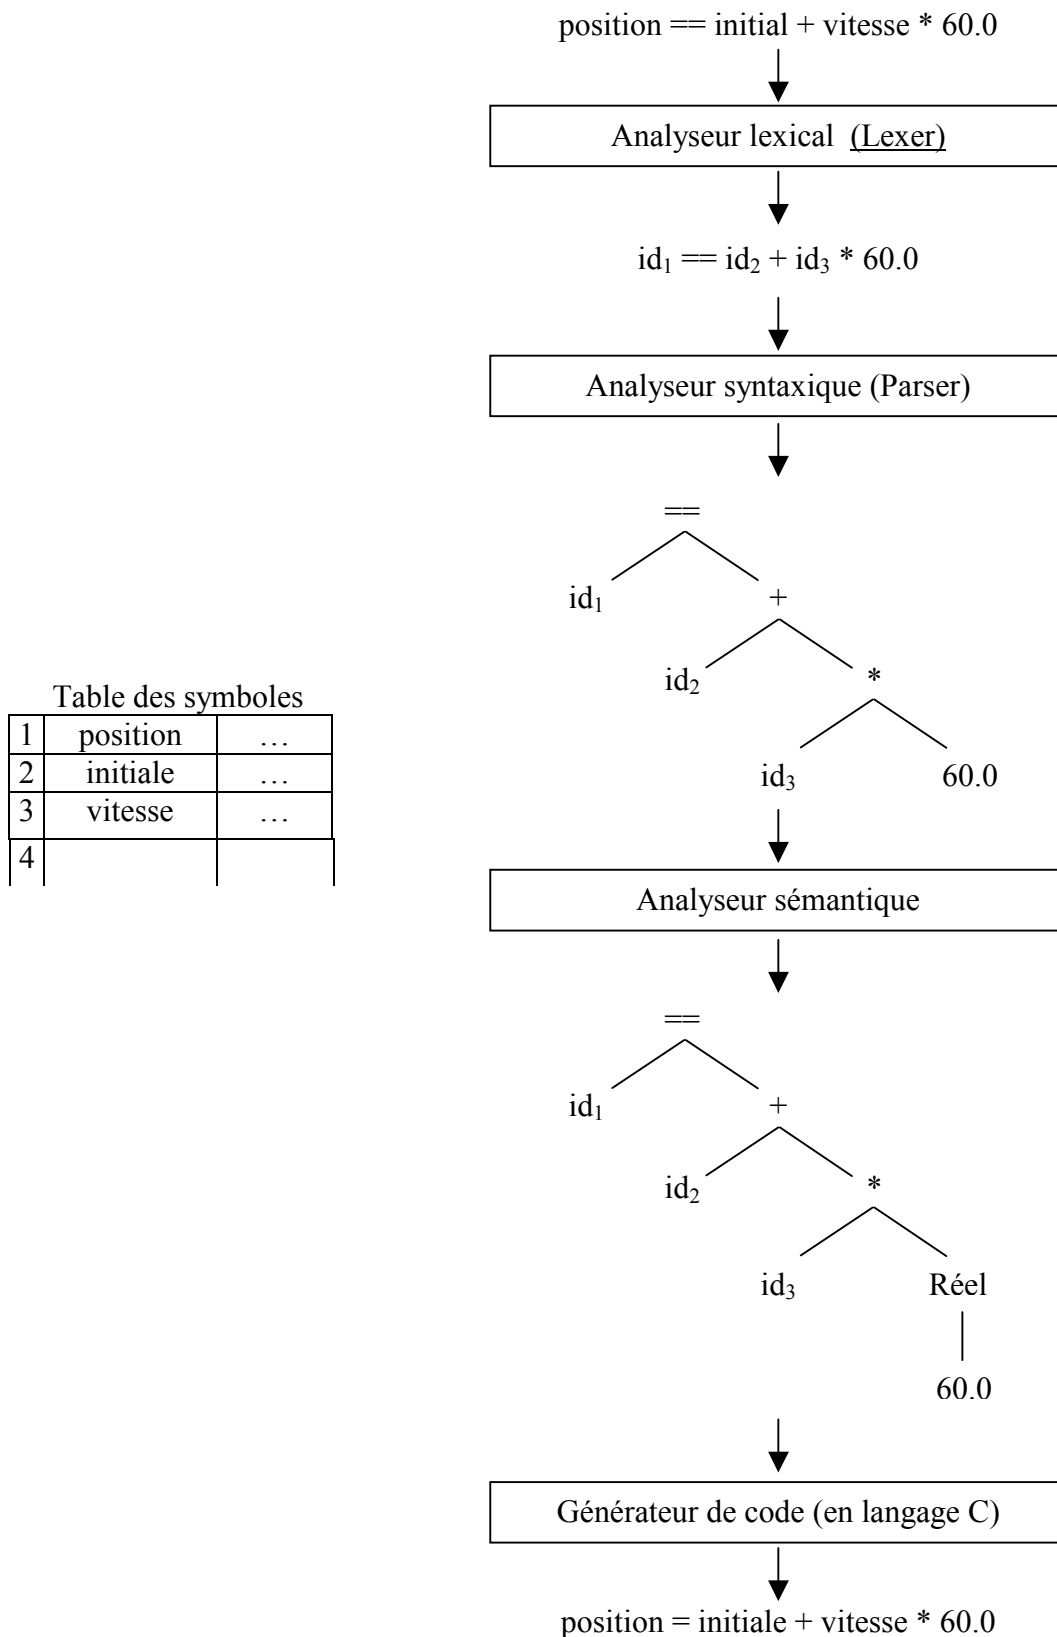 position == initial + vitesse * 60.0
Analyseur lexical (Lexer)
id₁ == id₂ + id₃ * 60.0
Analyseur syntaxique (Parser)
==
id₁ +
id₂ *
id₃ 60.0
Table des symboles
1 position …
2 initiale …
3 vitesse …
4
Analyseur sémantique
==
id₁ +
id₂ *
id₃ Réel
60.0
Générateur de code (en langage C)
position = initiale + vitesse * 60.0